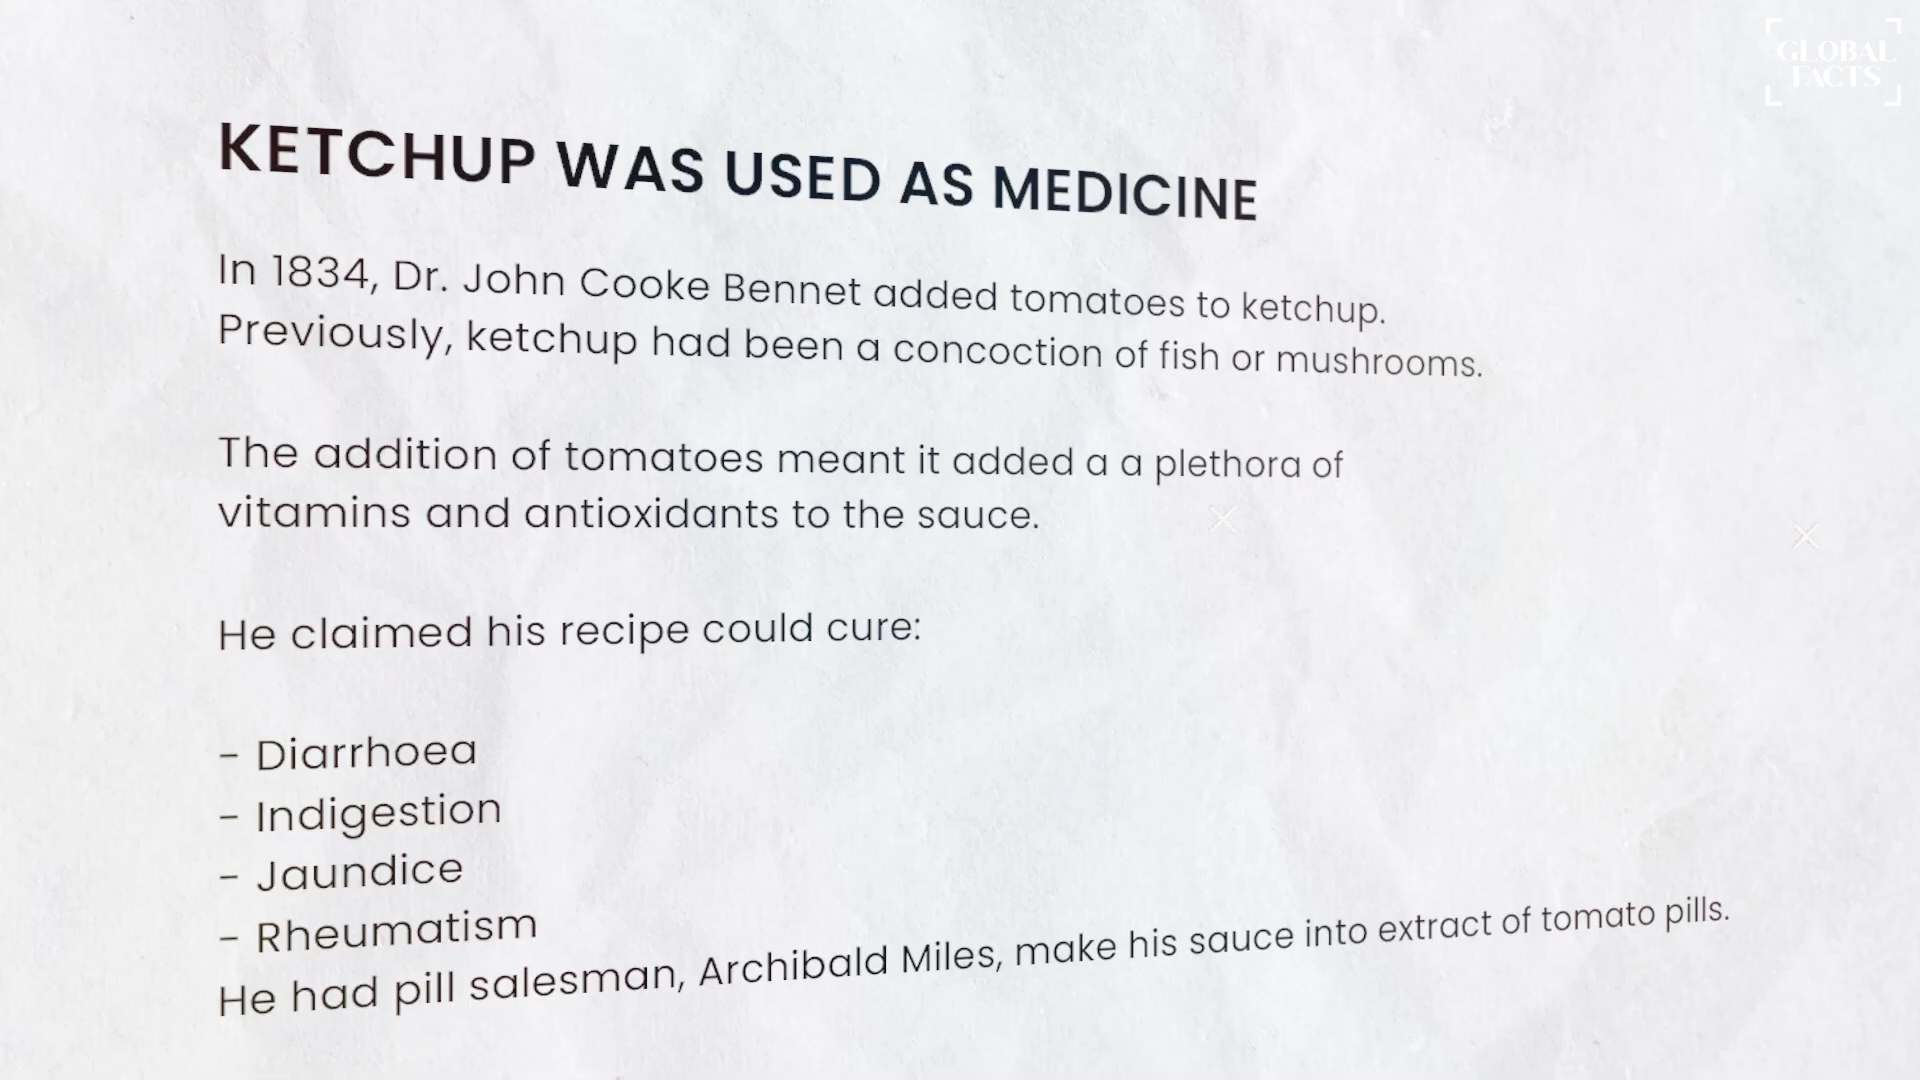 GLOBAL
FACTS
KETCHUP WAS USED AS MEDICINE
In 1834, Dr. John Cooke Bennet added tomatoes to ketchup.
Previously, ketchup had been a concoction of fish or mushrooms.
The addition of tomatoes meant it added a a plethora of
vitamins and antioxidants to the sauce.
He claimed his recipe could cure:
- Diarrhoea
- Indigestion
- Jaundice
- Rheumatism
He had pill salesman, Archibald Miles, make his sauce into extract of tomato pills.